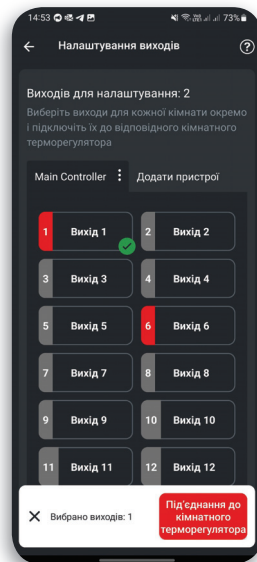 14:53 73%
Налаштування виходів
Виходів для налаштування: 2
Виберіть виходи для кожної кімнати окремо
і підключіть їх до відповідного кімнатного
терморегулятора
Main Controller Додати пристрої
1 Вихід 1 2 Вихід 2
3 Вихід 3 4 Вихід 4
5 Вихід 5 6 Вихід 6
7 Вихід 7 8 Вихід 8
9 Вихід 9 10 Вихід 10
11 Вихід 11 12 Вихід 12
Вибрано виходів: 1
Під'єднання до
кімнатного
терморегулятора